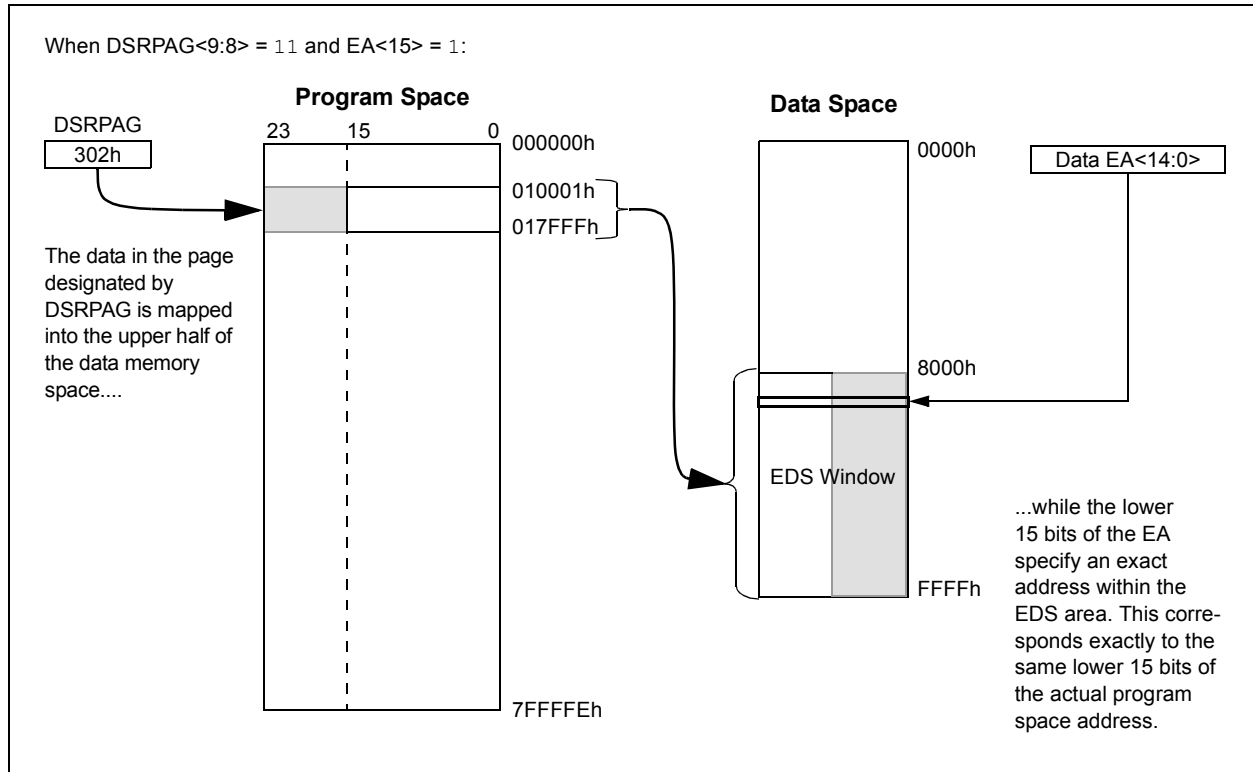 When DSRPAG<9:8> = 11 and EA<15> = 1:
Program Space
Data Space
DSRPAG
302h
23
15
0
000000h
010001h
017FFFh
7FFFFEh
The data in the page
designated by
DSRPAG is mapped
into the upper half of
the data memory
space....
0000h
8000h
EDS Window
FFFFh
Data EA<14:0>
...while the lower
15 bits of the EA
specify an exact
address within the
EDS area. This corre-
sponds exactly to the
same lower 15 bits of
the actual program
space address.